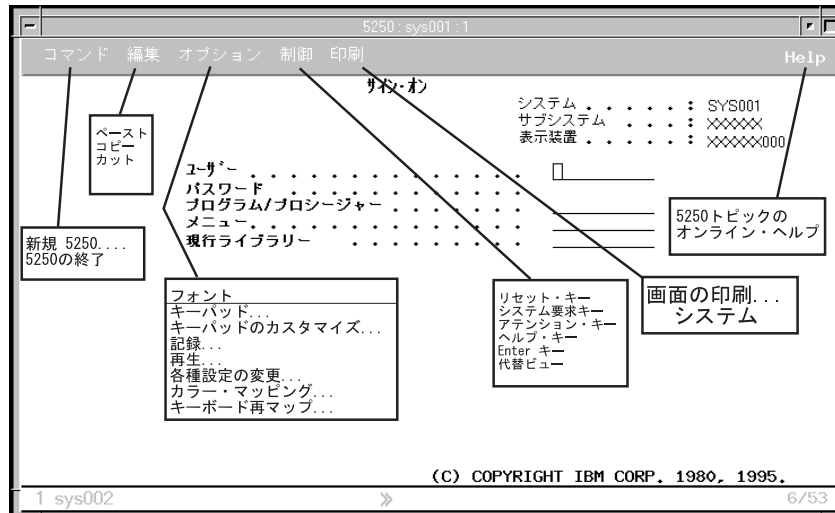 5250 : sys001 : 1
コマンド 編集 オプション 制御 印刷 Help
サイン・オン
システム . . . . . : SYS001
サブシステム . . . . : XXXXXX
表示装置 . . . . . : XXXXXX000
ペースト
コピー
カット
ユーザー . . . . . . . . . . . . . .
パスワード . . . . . . . . . . . . .
プログラム/プロシージャー . . . . . . .
メニュー . . . . . . . . . . . . . .
現行ライブラリー . . . . . . . . .
5250トピックの
オンライン・ヘルプ
新規 5250....
5250の終了
フォント
キーパッド...
キーパッドのカスタマイズ...
記録...
再生...
各種設定の変更...
カラー・マッピング...
キーボード再マップ...
リセット・キー
システム要求キー
アテンション・キー
ヘルプ・キー
Enter キー
代替ビュー
画面の印刷...
システム
(C) COPYRIGHT IBM CORP. 1980, 1995.
1 sys002 » 6/53